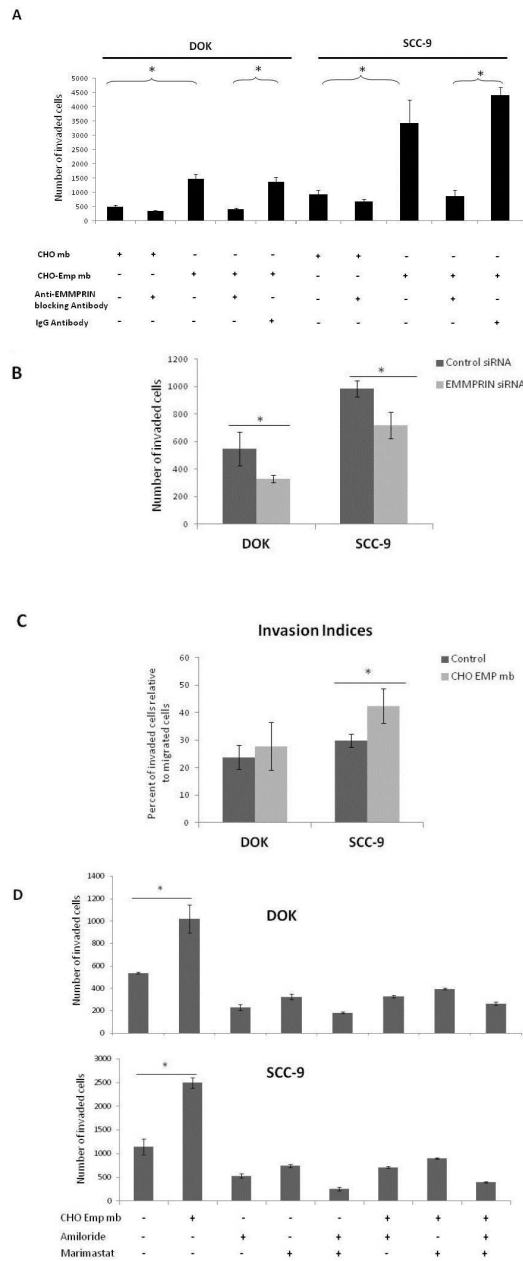 A
DOK
SCC-9
* * * *
Number of invaded cells
5000
4500
4000
3500
3000
2500
2000
1500
1000
500
0
CHO mb + + - - - + + - - -
CHO-Emp mb - - + + + - - + + +
Anti-EMMPRIN blocking Antibody - + - + - - + - + -
IgG Antibody - - - - + - - - - +
B
Number of invaded cells
1200
1000
800
600
400
200
0
*
*
Control siRNA
EMMPRIN siRNA
DOK
SCC-9
C
Invasion Indices
Percent of invaded cells relative
to migrated cells
60
50
40
30
20
10
0
*
Control
CHO EMP mb
DOK
SCC-9
D
Number of invaded cells
1400
1200
1000
800
600
400
200
0
*
DOK
Number of invaded cells
3000
2500
2000
1500
1000
500
0
*
SCC-9
CHO Emp mb - + - - - + + +
Amiloride - - + - + + - +
Marimastat - - - + + - + +